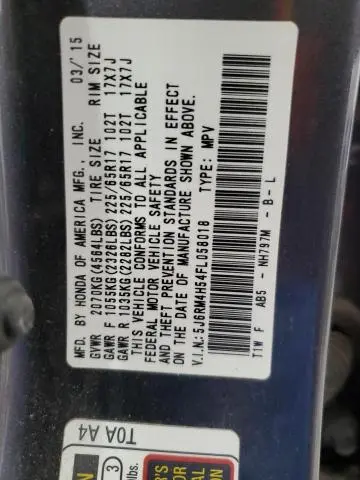 MFD. BY HONDA OF AMERICA MFG., INC. 03/'15
GVWR 2070KG(4564LBS) TIRE SIZE RIM SIZE
GAWR F 1055KG(2326LBS) 225/65R17 102T 17X7J
GAWR R 1035KG(2282LBS) 225/65R17 102T 17X7J
THIS VEHICLE CONFORMS TO ALL APPLICABLE
FEDERAL MOTOR VEHICLE SAFETY
AND THEFT PREVENTION STANDARDS IN EFFECT
ON THE DATE OF MANUFACTURE SHOWN ABOVE.
V.I.N.:5J6RM4H54FL058018 TYPE: MPV
T1W F AB5 - NH797M - B - L
T0A A4
3
lbs.